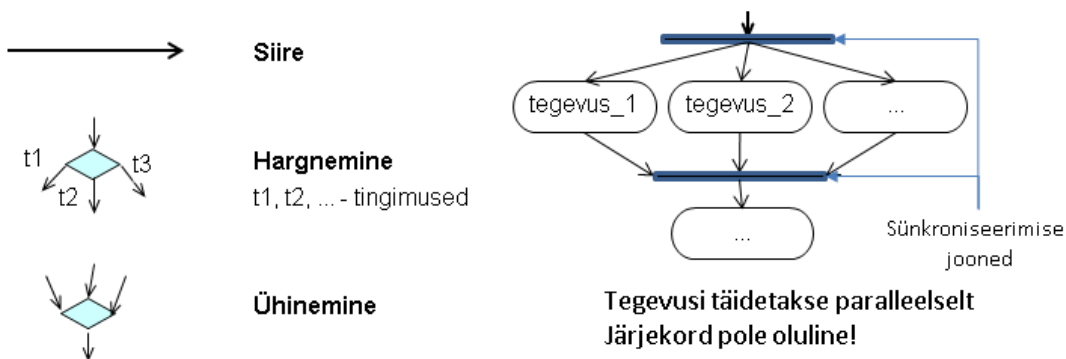 Siire
t1
t3
t2
Hargnemine
t1, t2, ... - tingimused
Ühinemine
tegevus_1
tegevus_2
...
...
Sünkroniseerimise
jooned
Tegevusi täidetakse paralleelselt
Järjekord pole oluline!